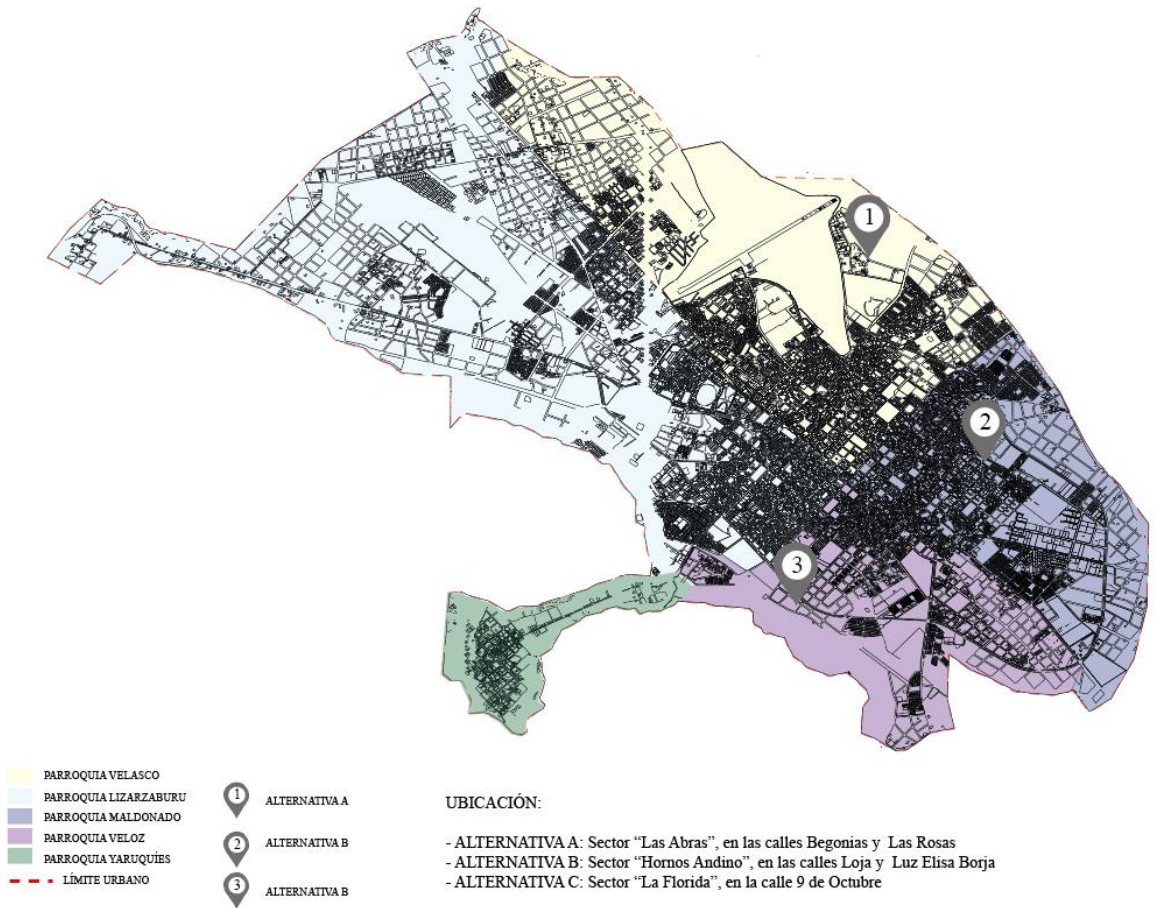 1
2
3
PARROQUIA VELASCO
PARROQUIA LIZARZABURU
PARROQUIA MALDONADO
PARROQUIA VELOZ
PARROQUIA YARUQUÍES
LÍMITE URBANO
1 ALTERNATIVA A
2 ALTERNATIVA B
3 ALTERNATIVA B
UBICACIÓN:
- ALTERNATIVA A: Sector “Las Abras”, en las calles Begonias y Las Rosas
- ALTERNATIVA B: Sector “Hornos Andino”, en las calles Loja y Luz Elisa Borja
- ALTERNATIVA C: Sector “La Florida”, en la calle 9 de Octubre